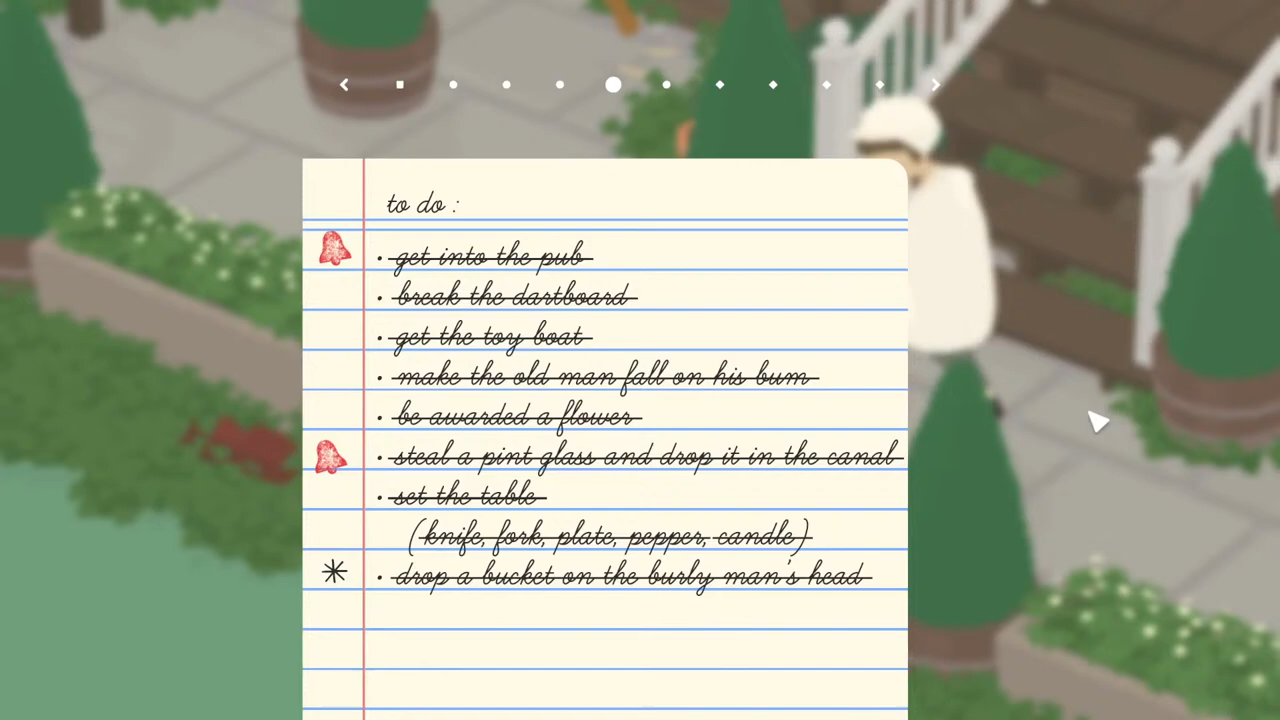 to do :
• get into the pub
• break the dartboard
• get the toy boat
• make the old man fall on his bum
• be awarded a flower
• steal a pint glass and drop it in the canal
• set the table
(knife, fork, plate, pepper, candle)
• drop a bucket on the burly man's head